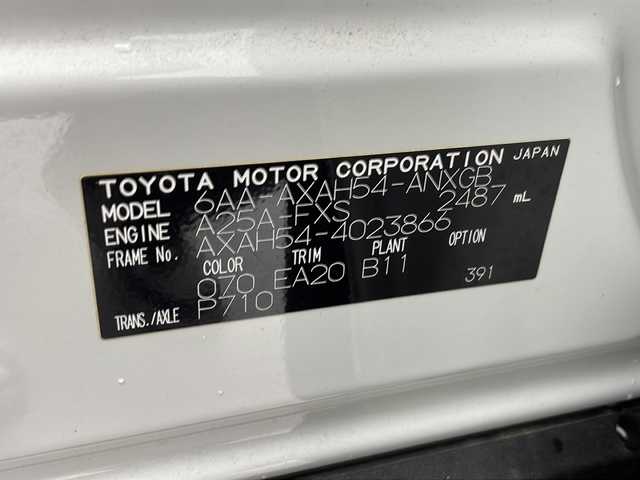 TOYOTA MOTOR CORPORATION JAPAN
MODEL 6AA-AXAH54-ANXGB
ENGINE A25A-FXS 2487 mL
FRAME No. AXAH54-4023866
COLOR TRIM PLANT OPTION
070 EA20 B11 391
TRANS./AXLE P710